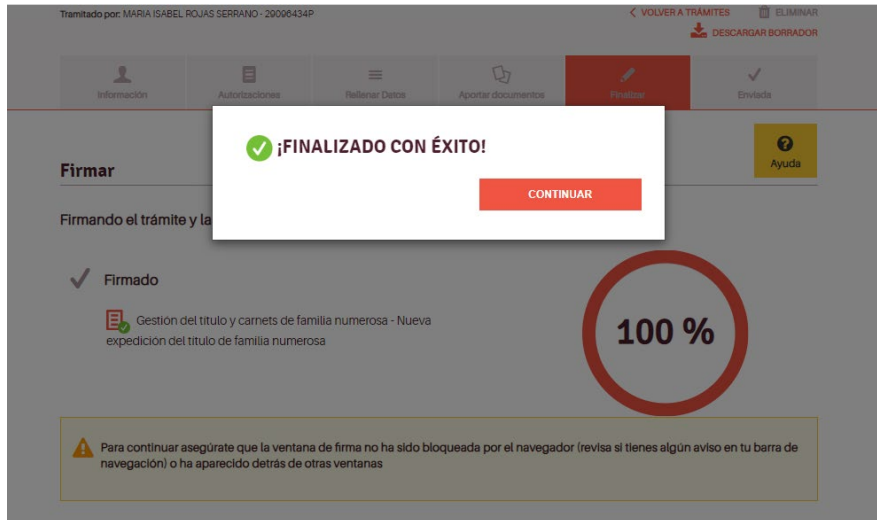 Tramitado por: MARIA ISABEL ROJAS SERRANO - 29096434P
VOLVER A TRÁMITES
ELIMINAR
DESCARGAR BORRADOR
Información
Autorizaciones
Rellenar Datos
Aportar documentos
Finalizar
Enviada
¡FINALIZADO CON ÉXITO!
CONTINUAR
Ayuda
Firmar
Firmando el trámite y la
Firmado
Gestión del título y carnets de familia numerosa - Nueva
expedición del título de familia numerosa
100 %
Para continuar asegúrate que la ventana de firma no ha sido bloqueada por el navegador (revisa si tienes algún aviso en tu barra de
navegación) o ha aparecido detrás de otras ventanas